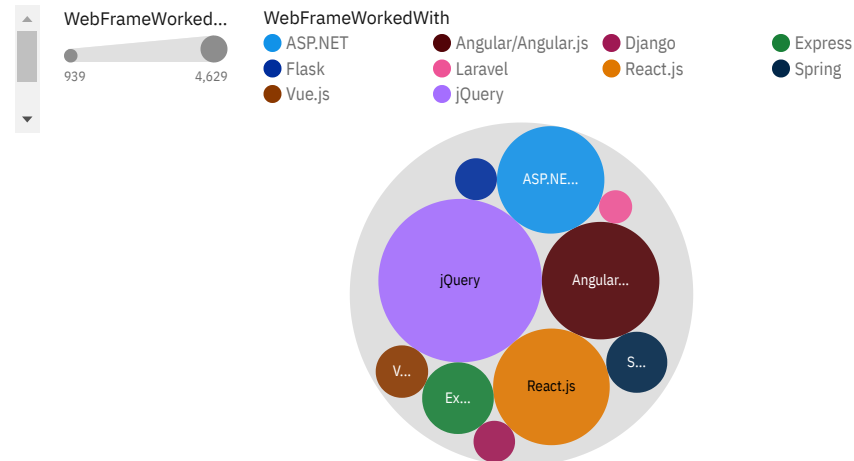 WebFrameWorked...
939
4,629
WebFrameWorkedWith
ASP.NET Angular/Angular.js Django Express
Flask Laravel React.js Spring
Vue.js jQuery
ASP.NE...
jQuery
Angular...
S...
V...
React.js
Ex...